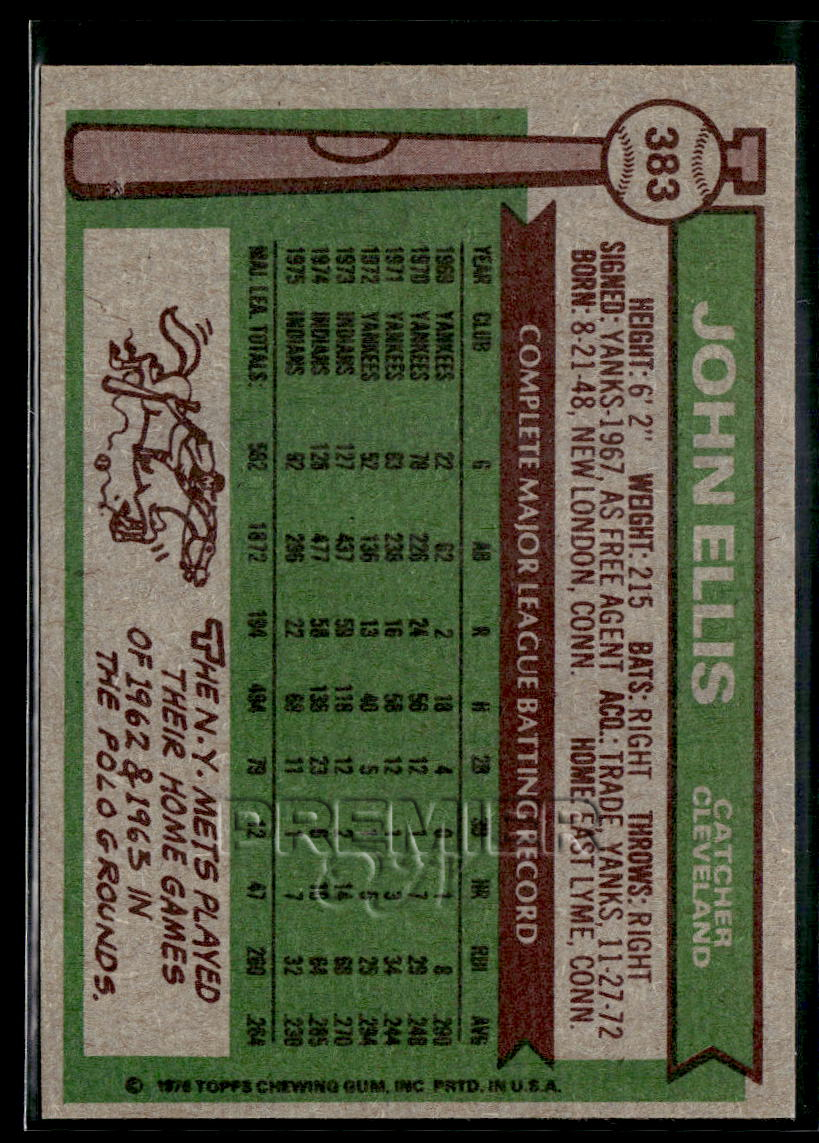 383
JOHN ELLIS
CATCHER
CLEVELAND
HEIGHT: 6' 2" WEIGHT: 215 BATS: RIGHT THROWS: RIGHT
SIGNED: YANKS-1967, AS FREE AGENT ACQ.: TRADE, YANKS, 11-27-72
BORN: 8-21-48, NEW LONDON, CONN. HOME: EAST LYME, CONN.
COMPLETE MAJOR LEAGUE BATTING RECORD
YEAR CLUB G AB R H 2B 3B HR RBI AVG
1969 YANKEES 22 62 2 18 4 1 8 .290
1970 YANKEES 78 226 24 56 12 1 7 29 .248
1971 YANKEES 83 238 16 58 12 1 3 34 .244
1972 YANKEES 52 136 13 40 5 1 5 25 .294
1973 INDIANS 127 437 59 118 12 2 14 68 .270
1974 INDIANS 128 477 58 136 23 6 10 64 .285
1975 INDIANS 92 296 22 68 11 1 7 32 .230
MAJ. LEA. TOTALS 582 1872 194 494 79 12 47 260 .264
THE N.Y. METS PLAYED
THEIR HOME GAMES
OF 1962 & 1963 IN
THE POLO GROUNDS.
© 1976 TOPPS CHEWING GUM, INC. PRTD. IN U.S.A.
PREMIER